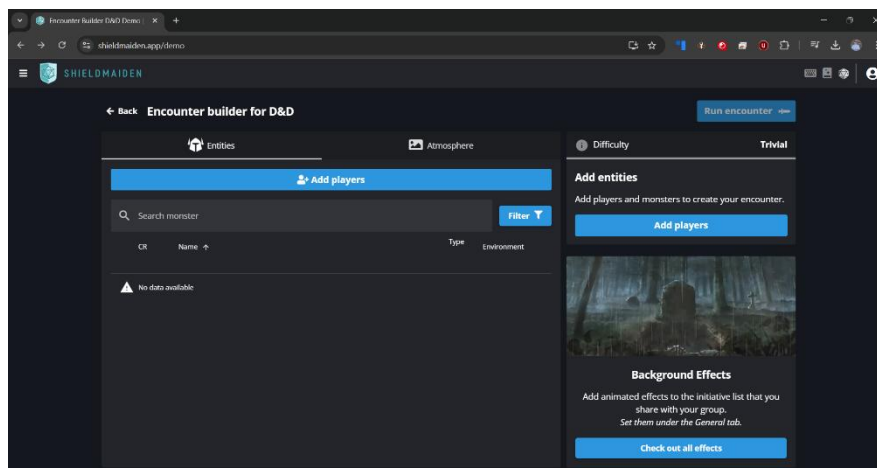 Encounter Builder D&D Demo |
shieldmaiden.app/demo
SHIELDMAIDEN
Back Encounter builder for D&D
Run encounter
Entities
Atmosphere
Add players
Search monster
Filter
CR Name Type Environment
No data available
Difficulty Trivial
Add entities
Add players and monsters to create your encounter.
Add players
Background Effects
Add animated effects to the initiative list that you
share with your group.
Set them under the General tab.
Check out all effects